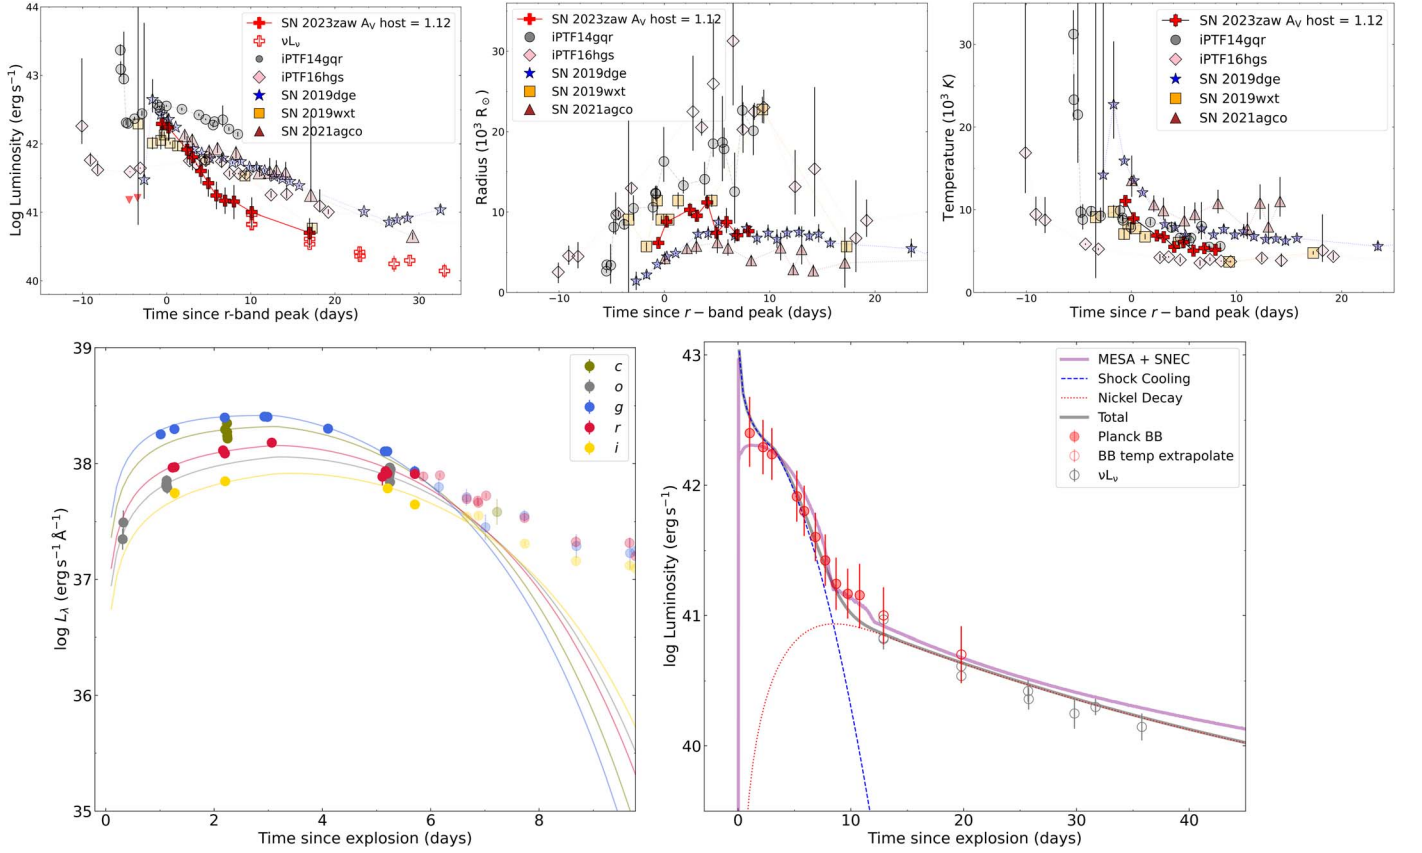 44
43
42
41
40
Log Luminosity (erg s⁻¹)
−10
0
10
20
30
Time since r-band peak (days)
SN 2023zaw A_V host = 1.12
νL_ν
iPTF14gqr
iPTF16hgs
SN 2019dge
SN 2019wxt
SN 2021agco
30
20
10
0
Radius (10³ R_⊙)
−10
0
10
20
Time since r − band peak (days)
SN 2023zaw A_V host = 1.12
iPTF14gqr
iPTF16hgs
SN 2019dge
SN 2019wxt
SN 2021agco
30
20
10
0
Temperature (10³ K)
−10
0
10
20
Time since r − band peak (days)
SN 2023zaw A_V host = 1.12
iPTF14gqr
iPTF16hgs
SN 2019dge
SN 2019wxt
SN 2021agco
39
38
37
36
35
log L_λ (erg s⁻¹ Å⁻¹)
0
2
4
6
8
Time since explosion (days)
c
o
g
r
i
43
42
41
40
log Luminosity (erg s⁻¹)
0
10
20
30
40
Time since explosion (days)
MESA + SNEC
Shock Cooling
Nickel Decay
Total
Planck BB
BB temp extrapolate
νL_ν